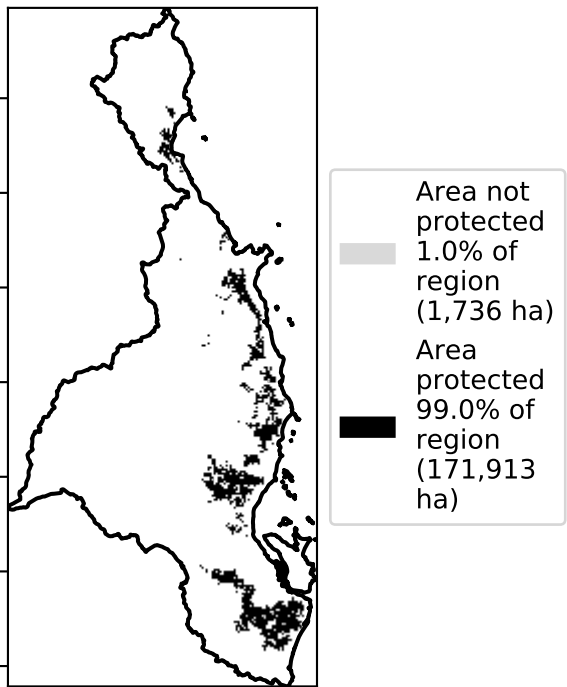 Area not
protected
1.0% of
region
(1,736 ha)
Area
protected
99.0% of
region
(171,913
ha)